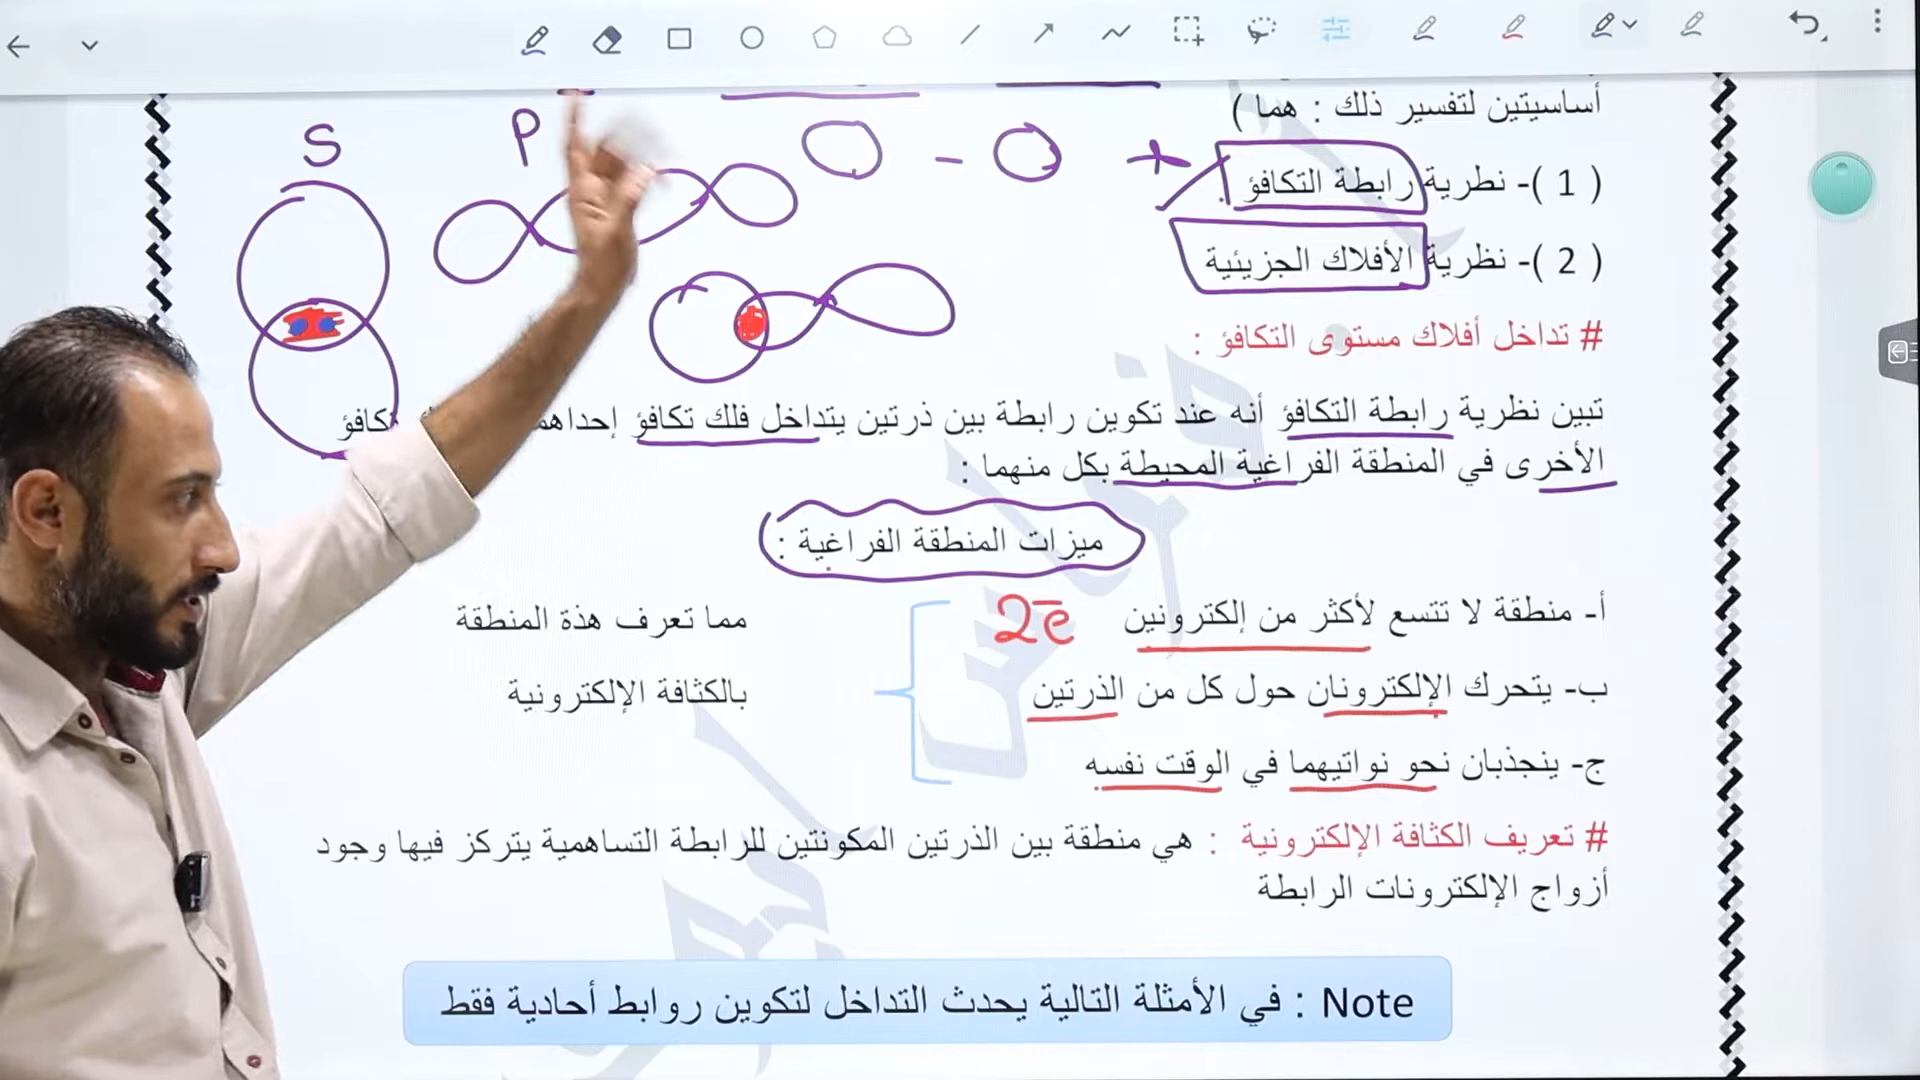 أساسيتين لتفسير ذلك : هما )
S
P
( 1 )- نظرية رابطة التكافؤ
( 2 )- نظرية الأفلاك الجزيئية
# تداخل أفلاك مستوى التكافؤ :
تبين نظرية رابطة التكافؤ أنه عند تكوين رابطة بين ذرتين يتداخل فلك تكافؤ إحداهم تكافؤ
الأخرى في المنطقة الفراغية المحيطة بكل منهما :
ميزات المنطقة الفراغية :
أ- منطقة لا تتسع لأكثر من إلكترونين 2e̅
ب- يتحرك الإلكترونان حول كل من الذرتين
ج- ينجذبان نحو نواتيهما في الوقت نفسه
مما تعرف هذة المنطقة
بالكثافة الإلكترونية
# تعريف الكثافة الإلكترونية : هي منطقة بين الذرتين المكونتين للرابطة التساهمية يتركز فيها وجود
أزواج الإلكترونات الرابطة
Note : في الأمثلة التالية يحدث التداخل لتكوين روابط أحادية فقط